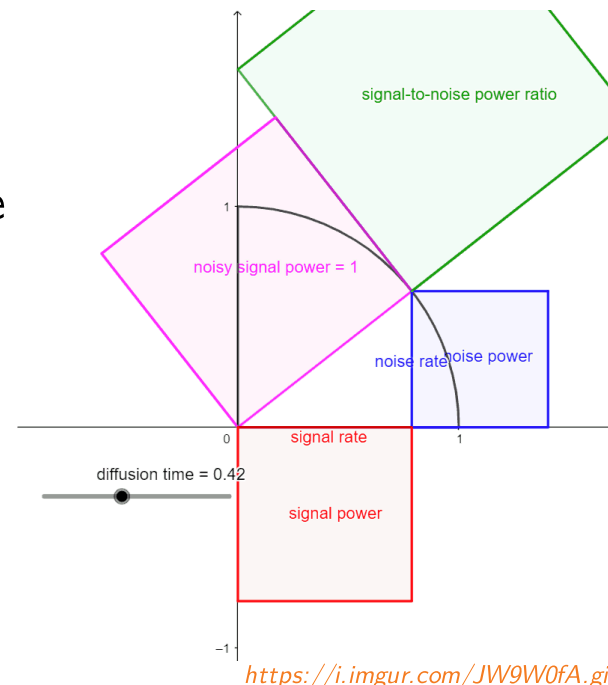 signal-to-noise power ratio
e
1
noisy signal power = 1
noise rate
noise power
0
1
signal rate
diffusion time = 0.42
signal power
−1
https://i.imgur.com/JW9W0fA.gi